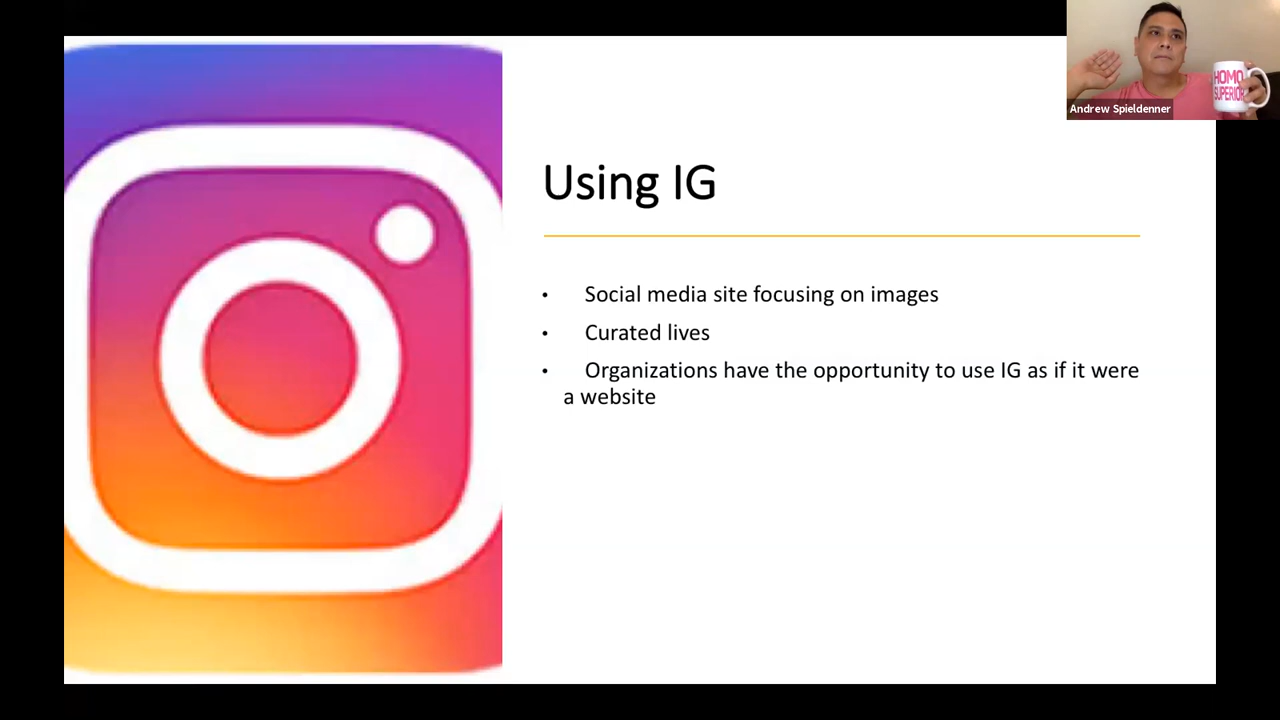 HOMO
SUPERIOR
Andrew Spieldenner
Using IG
• Social media site focusing on images
• Curated lives
• Organizations have the opportunity to use IG as if it were
a website